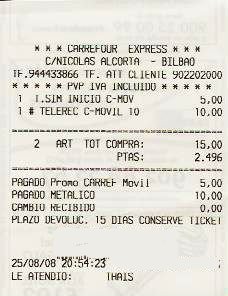 * * * CARREFOUR EXPRESS * * *
C/NICOLAS ALCORTA - BILBAO
TF.944433866 TF. ATT CLIENTE 902202000
* * * * * PVP IVA INCLUIDO * * * * *
1 T.SIM INICIO C-MOV 5,00
1 # TELEREC C-MOVIL 10 10,00
2 ART TOT COMPRA: 15,00
PTAS: 2.496
PAGADO Promo CARREF Movil 5,00
PAGADO METALICO 10,00
CAMBIO RECIBIDO 0,00
PLAZO DEVOLUC. 15 DIAS CONSERVE TICKET
25/08/08 20:54:23
LE ATENDIO: THAIS